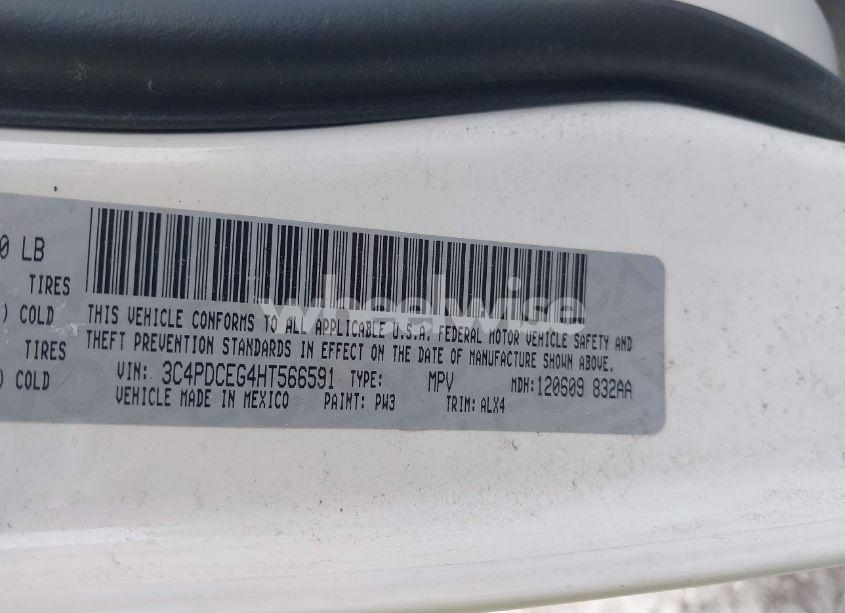 0 LB
TIRES
) COLD
TIRES
) COLD
THIS VEHICLE CONFORMS TO ALL APPLICABLE U.S.A. FEDERAL MOTOR VEHICLE SAFETY AND
THEFT PREVENTION STANDARDS IN EFFECT ON THE DATE OF MANUFACTURE SHOWN ABOVE.
VIN: 3C4PDCEG4HT566591 TYPE: MPV MDH: 120609 832AA
VEHICLE MADE IN MEXICO PAINT: PW3 TRIM: ALX4
wheelwise